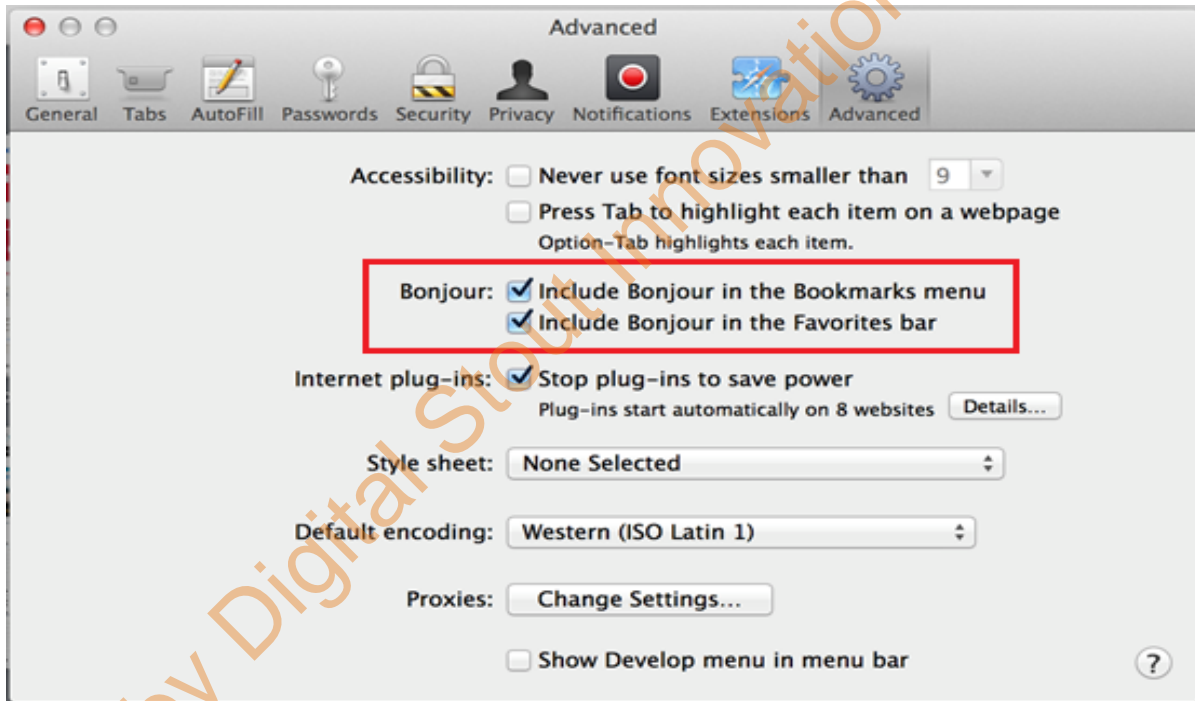 Advanced
General Tabs AutoFill Passwords Security Privacy Notifications Extensions Advanced
Accessibility: Never use font sizes smaller than 9
Press Tab to highlight each item on a webpage
Option-Tab highlights each item.
Bonjour: Include Bonjour in the Bookmarks menu
Include Bonjour in the Favorites bar
Internet plug-ins: Stop plug-ins to save power
Plug-ins start automatically on 8 websites Details...
Style sheet: None Selected
Default encoding: Western (ISO Latin 1)
Proxies: Change Settings...
Show Develop menu in menu bar ?
by Digital Stout Innovation